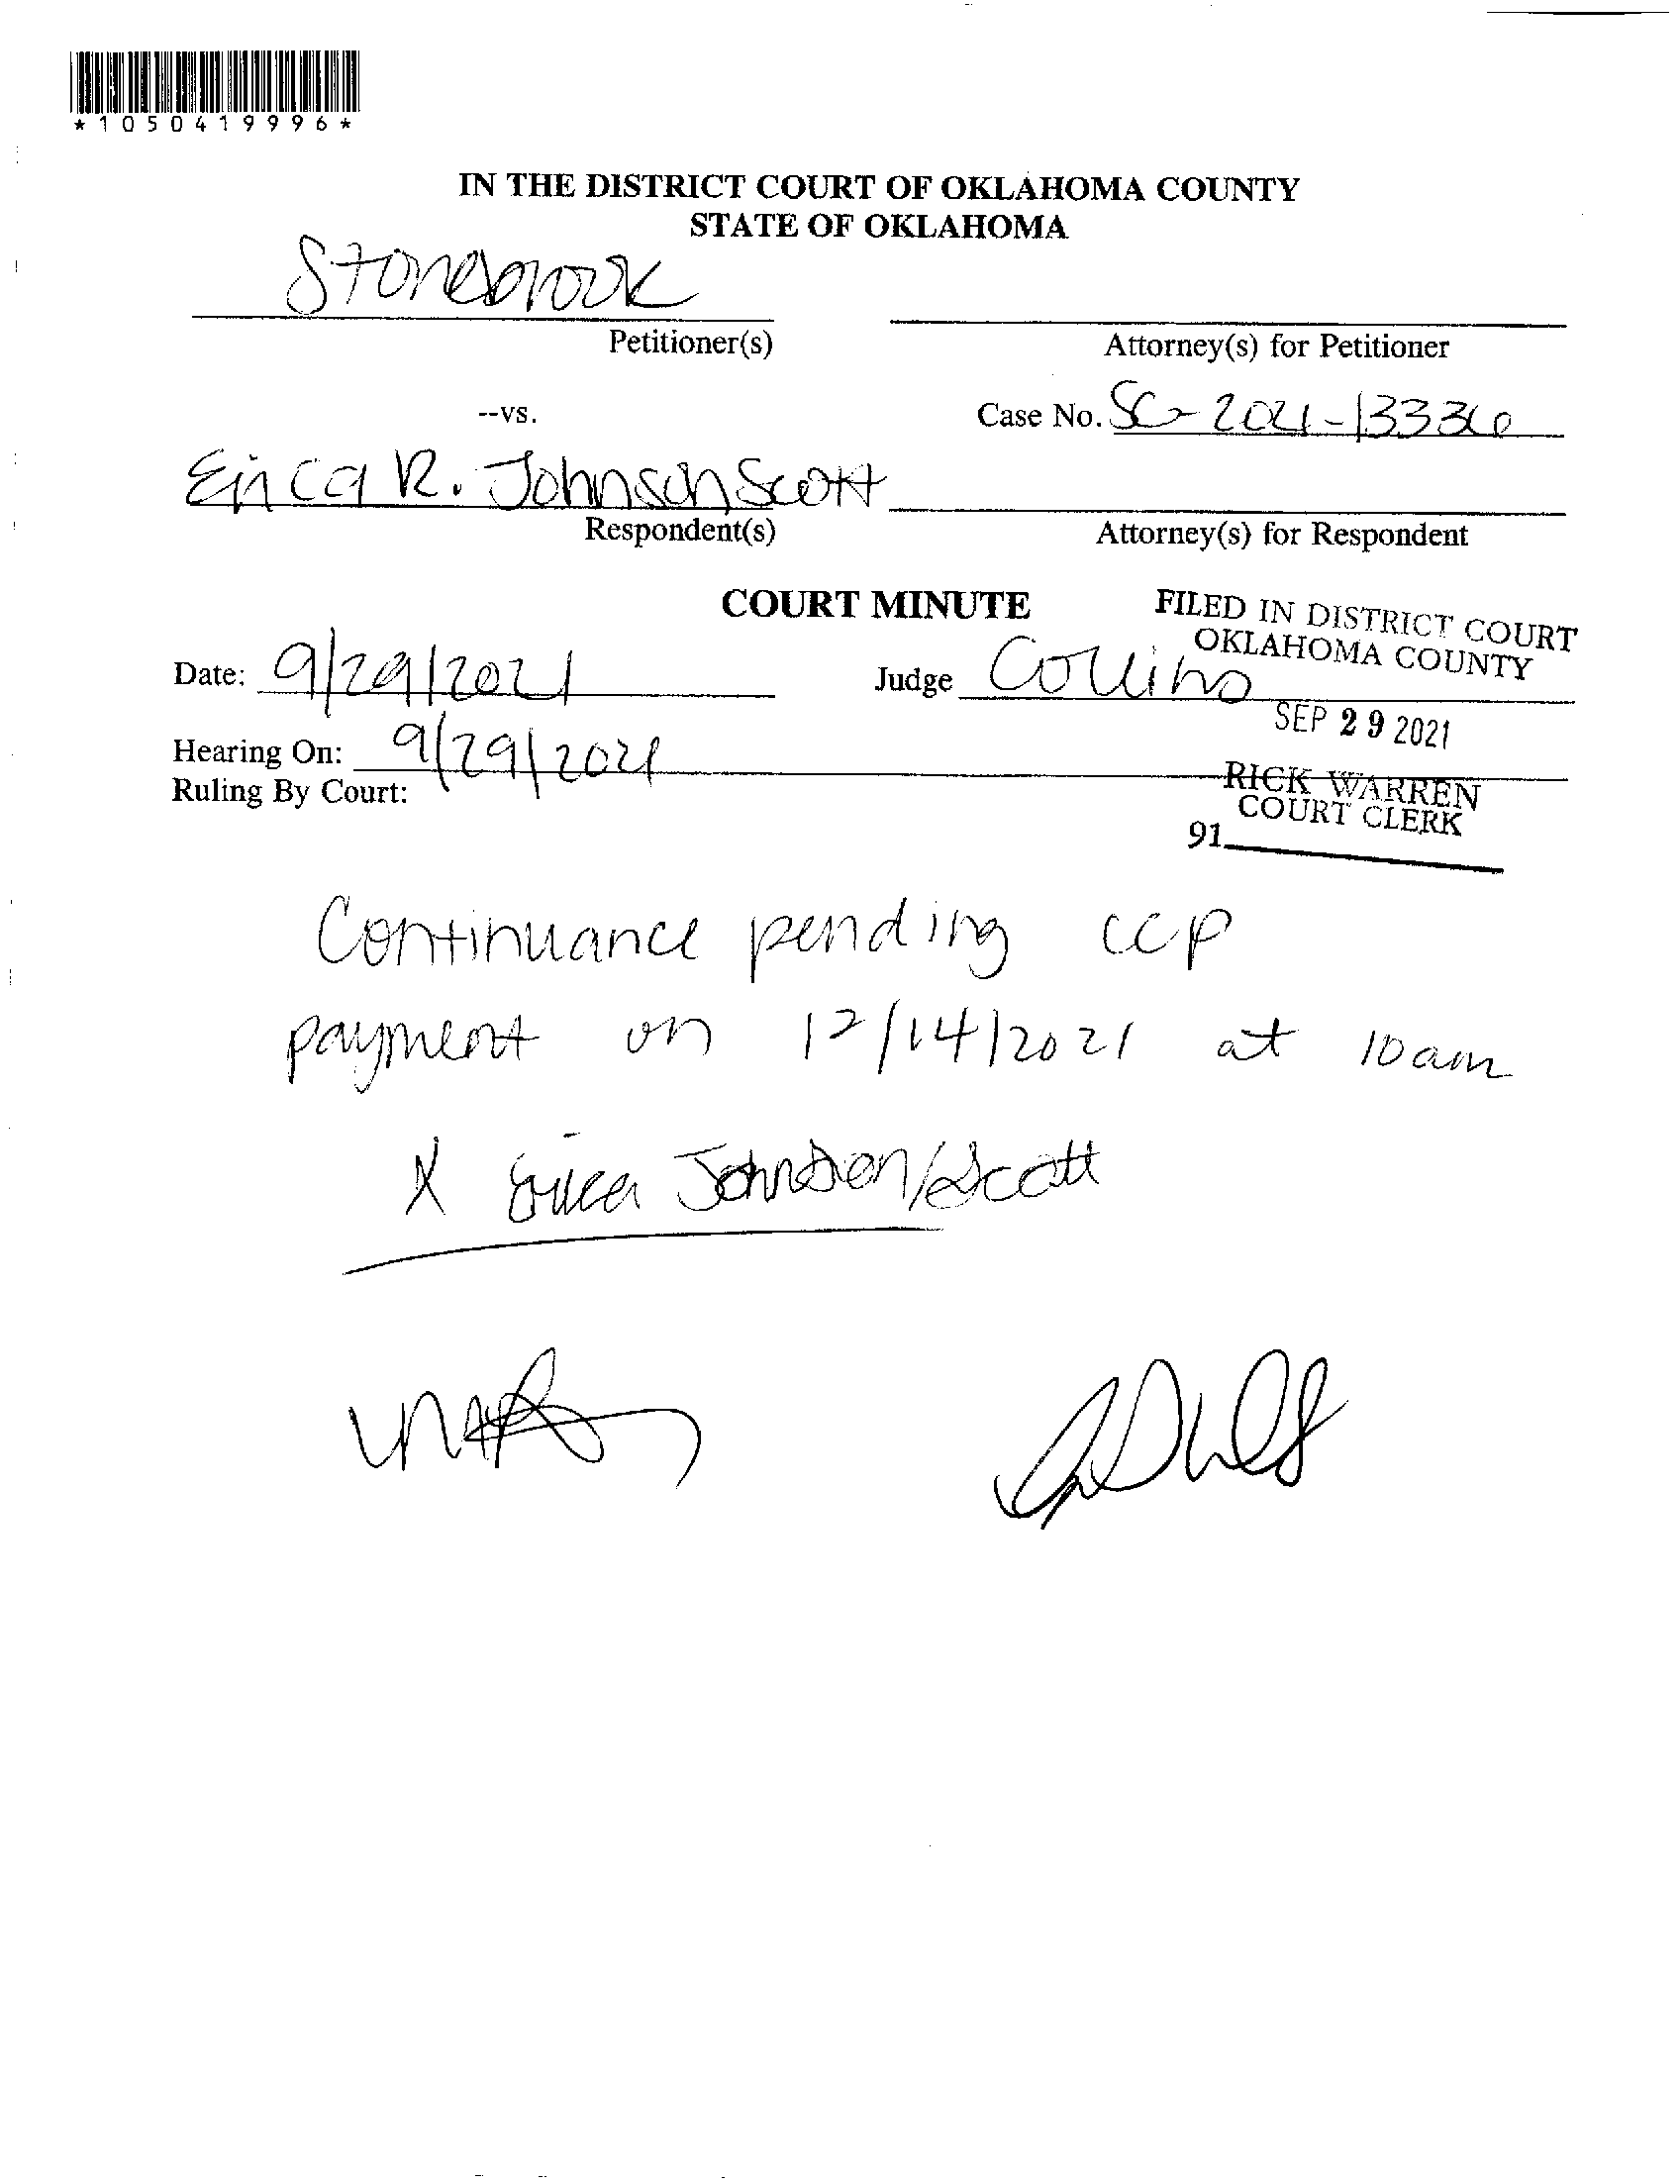 *1050419996*
IN THE DISTRICT COURT OF OKLAHOMA COUNTY
STATE OF OKLAHOMA
Stonebrook
Petitioner(s)
Attorney(s) for Petitioner
--vs.
Case No. SC-2021-13336
Erica R. Johnson Scott
Respondent(s)
Attorney(s) for Respondent
COURT MINUTE
FILED IN DISTRICT COURT
OKLAHOMA COUNTY
Date: 9/29/2021
Judge Collins
SEP 29 2021
Hearing On: 9/29/2021
RICK WARREN
COURT CLERK
Ruling By Court:
91
Continuance pending ccp
payment on 12/14/2021 at 10am
X Erica Johnson/Scott